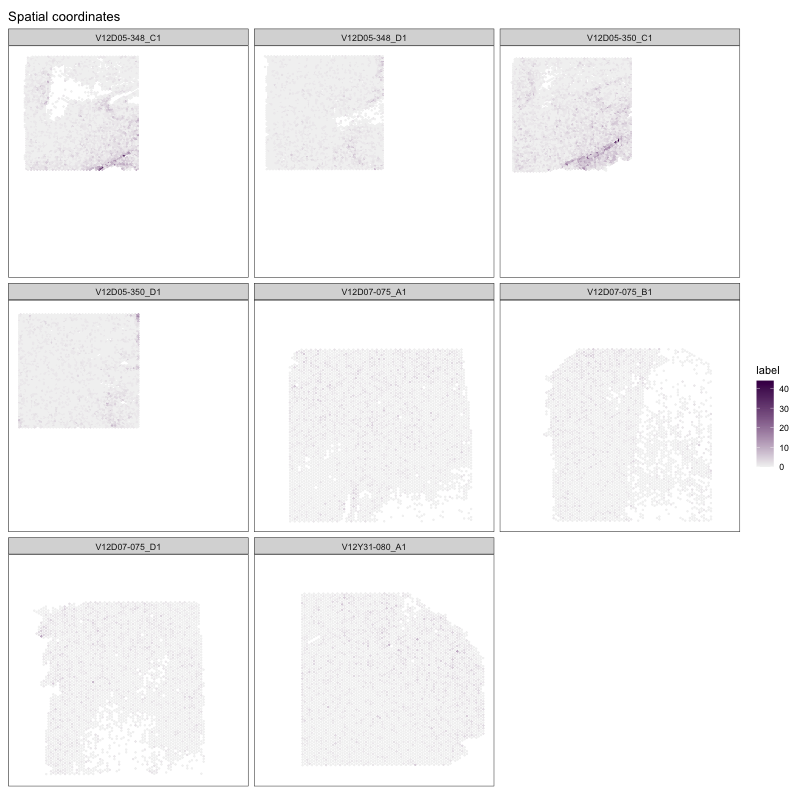 Spatial coordinates
V12D05-348_C1
V12D05-348_D1
V12D05-350_C1
V12D05-350_D1
V12D07-075_A1
V12D07-075_B1
label
40
30
20
10
0
V12D07-075_D1
V12Y31-080_A1